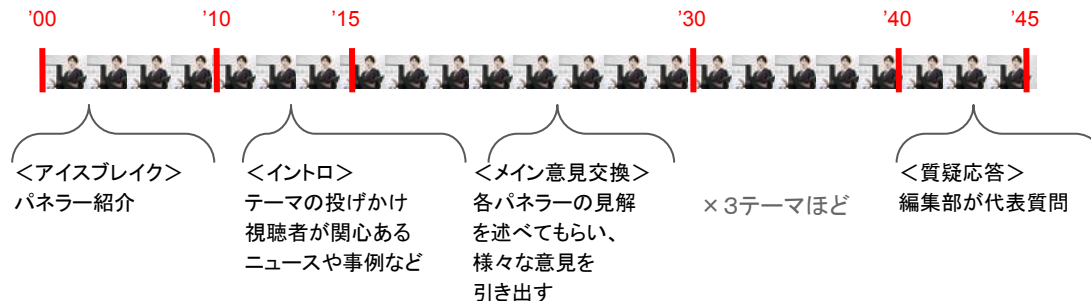 '00
'10
'15
'30
'40
'45
<アイスブレイク>
パネラー紹介
<イントロ>
テーマの投げかけ
視聴者が関心ある
ニュースや事例など
<メイン意見交換>
各パネラーの見解
を述べてもらい、
様々な意見を
引き出す
×3テーマほど
<質疑応答>
編集部が代表質問